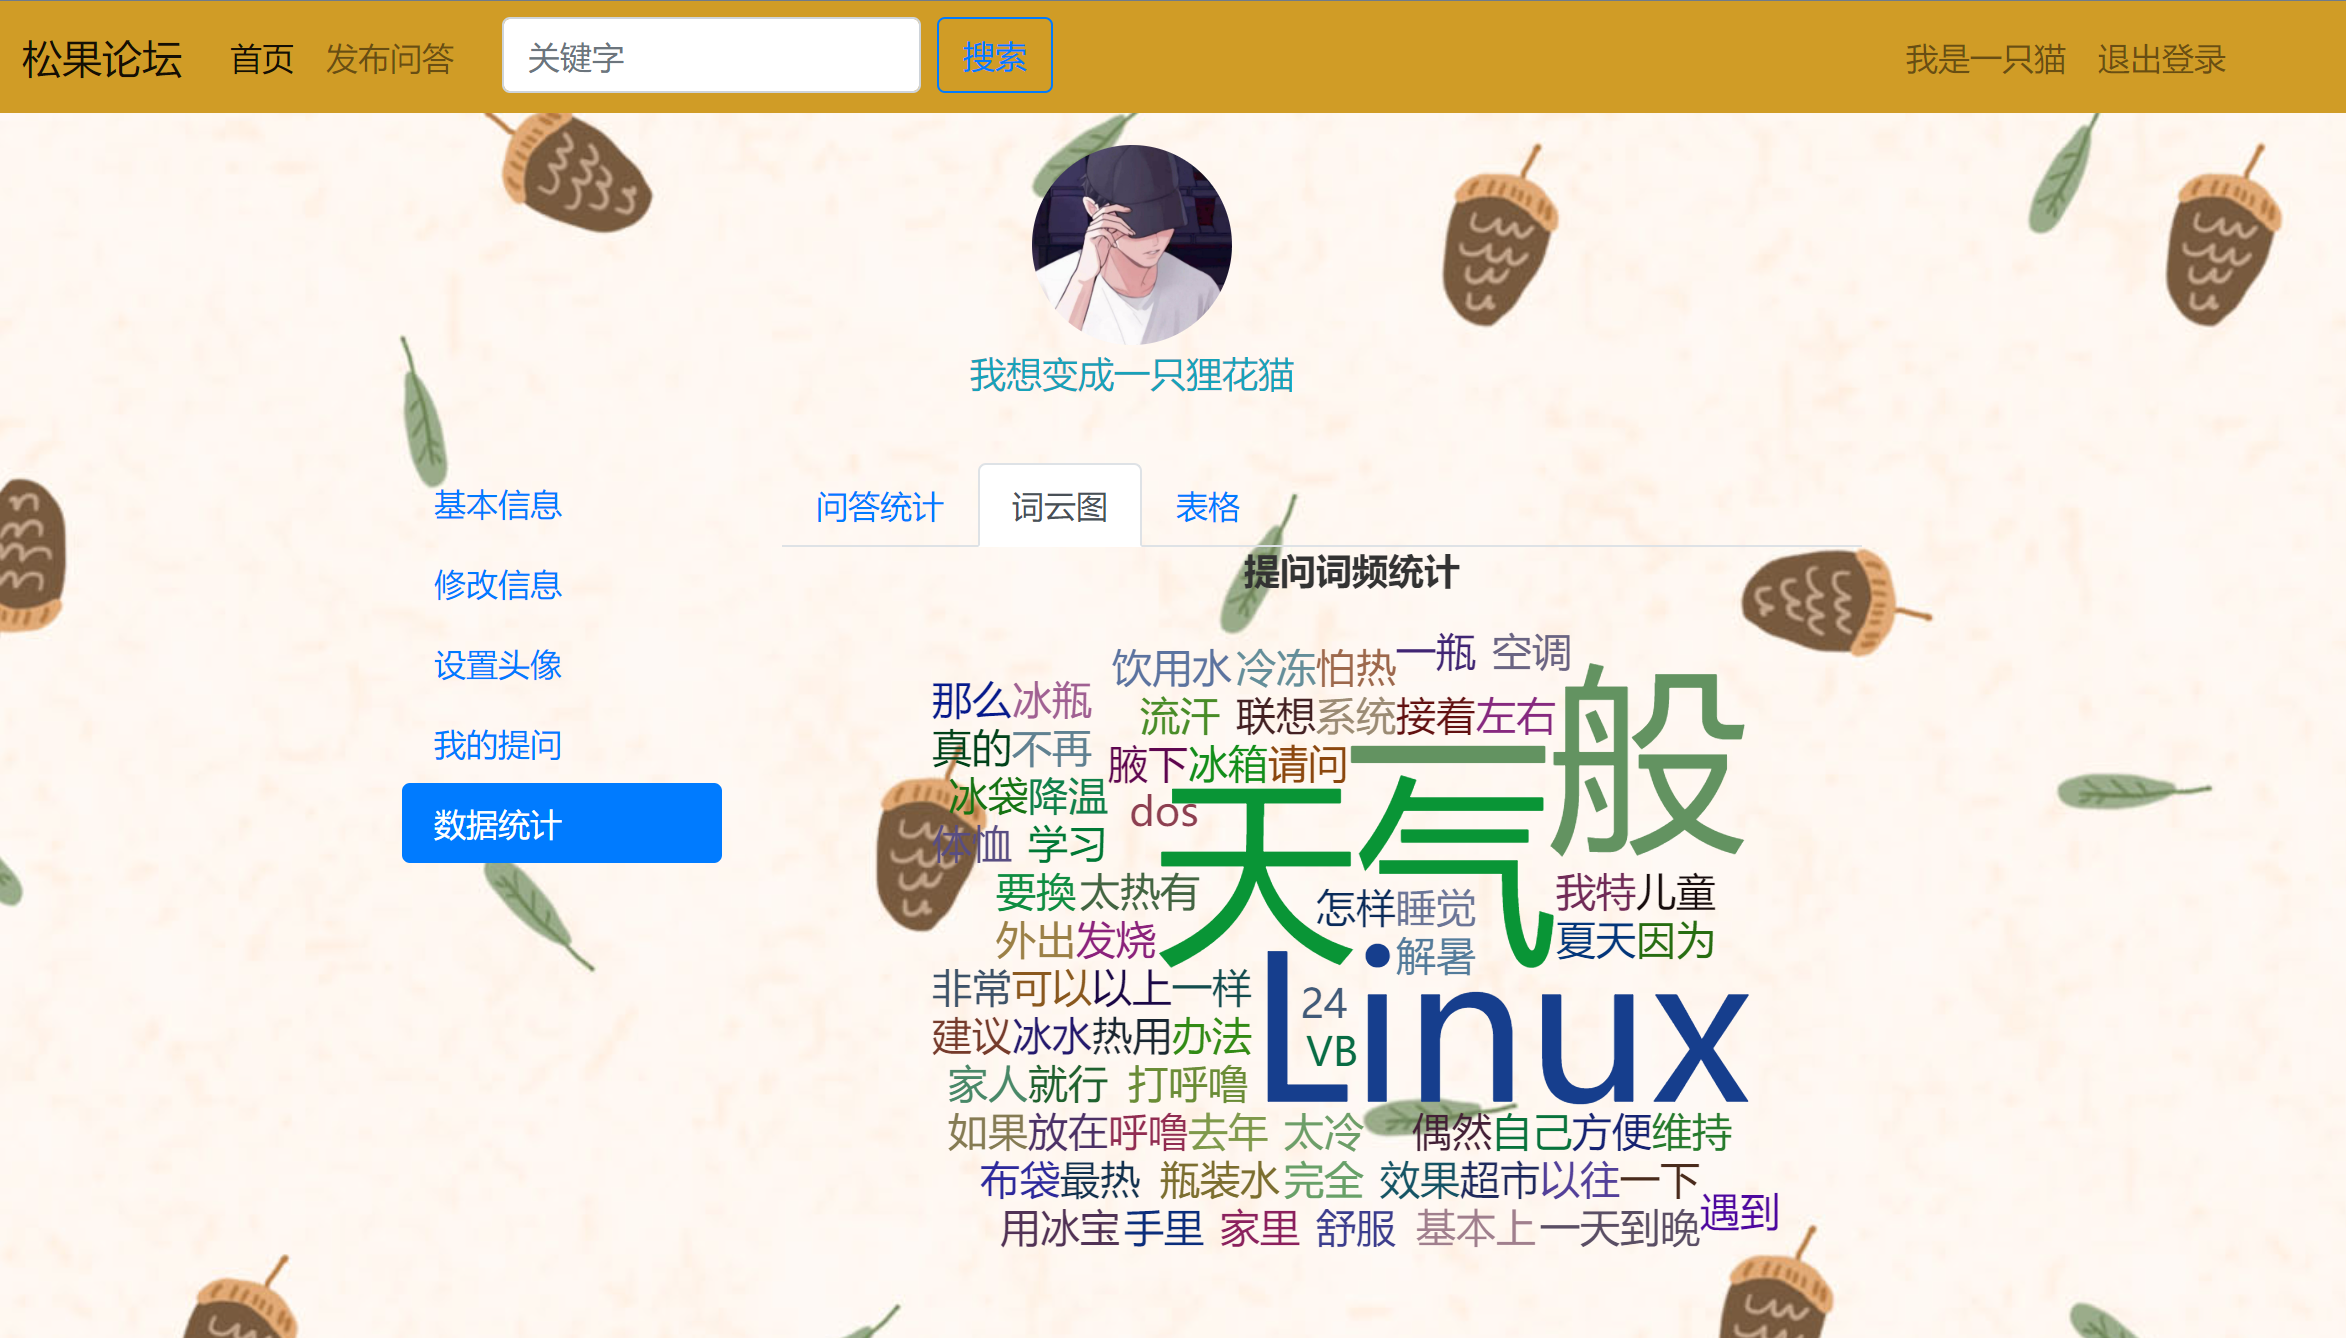 松果论坛 首页 发布问答 关键字 搜索 我是一只猫 退出登录
我想变成一只狸花猫
基本信息
修改信息
设置头像
我的提问
数据统计
问答统计 词云图 表格
提问词频统计
饮用水 冷冻 怕热 一瓶 空调
那么 冰瓶 流汗 联想 系统 接着 左右
真的 不再 腋下 冰箱 请问 一般
冰袋 降温 dos 天气
体恤 学习
要换 太热 有 怎样 睡觉 我特 儿童
外出 发烧 解暑 夏天 因为
非常 可以 以上 一样 24 Linux
建议 冰水 热用 办法 VB
家人 就行 打呼噜
如果 放在 呼噜 去年 太冷 偶然 自己 方便 维持
布袋 最热 瓶装水 完全 效果 超市 以往 一下
用冰宝 手里 家里 舒服 基本上 一天到晚 遇到